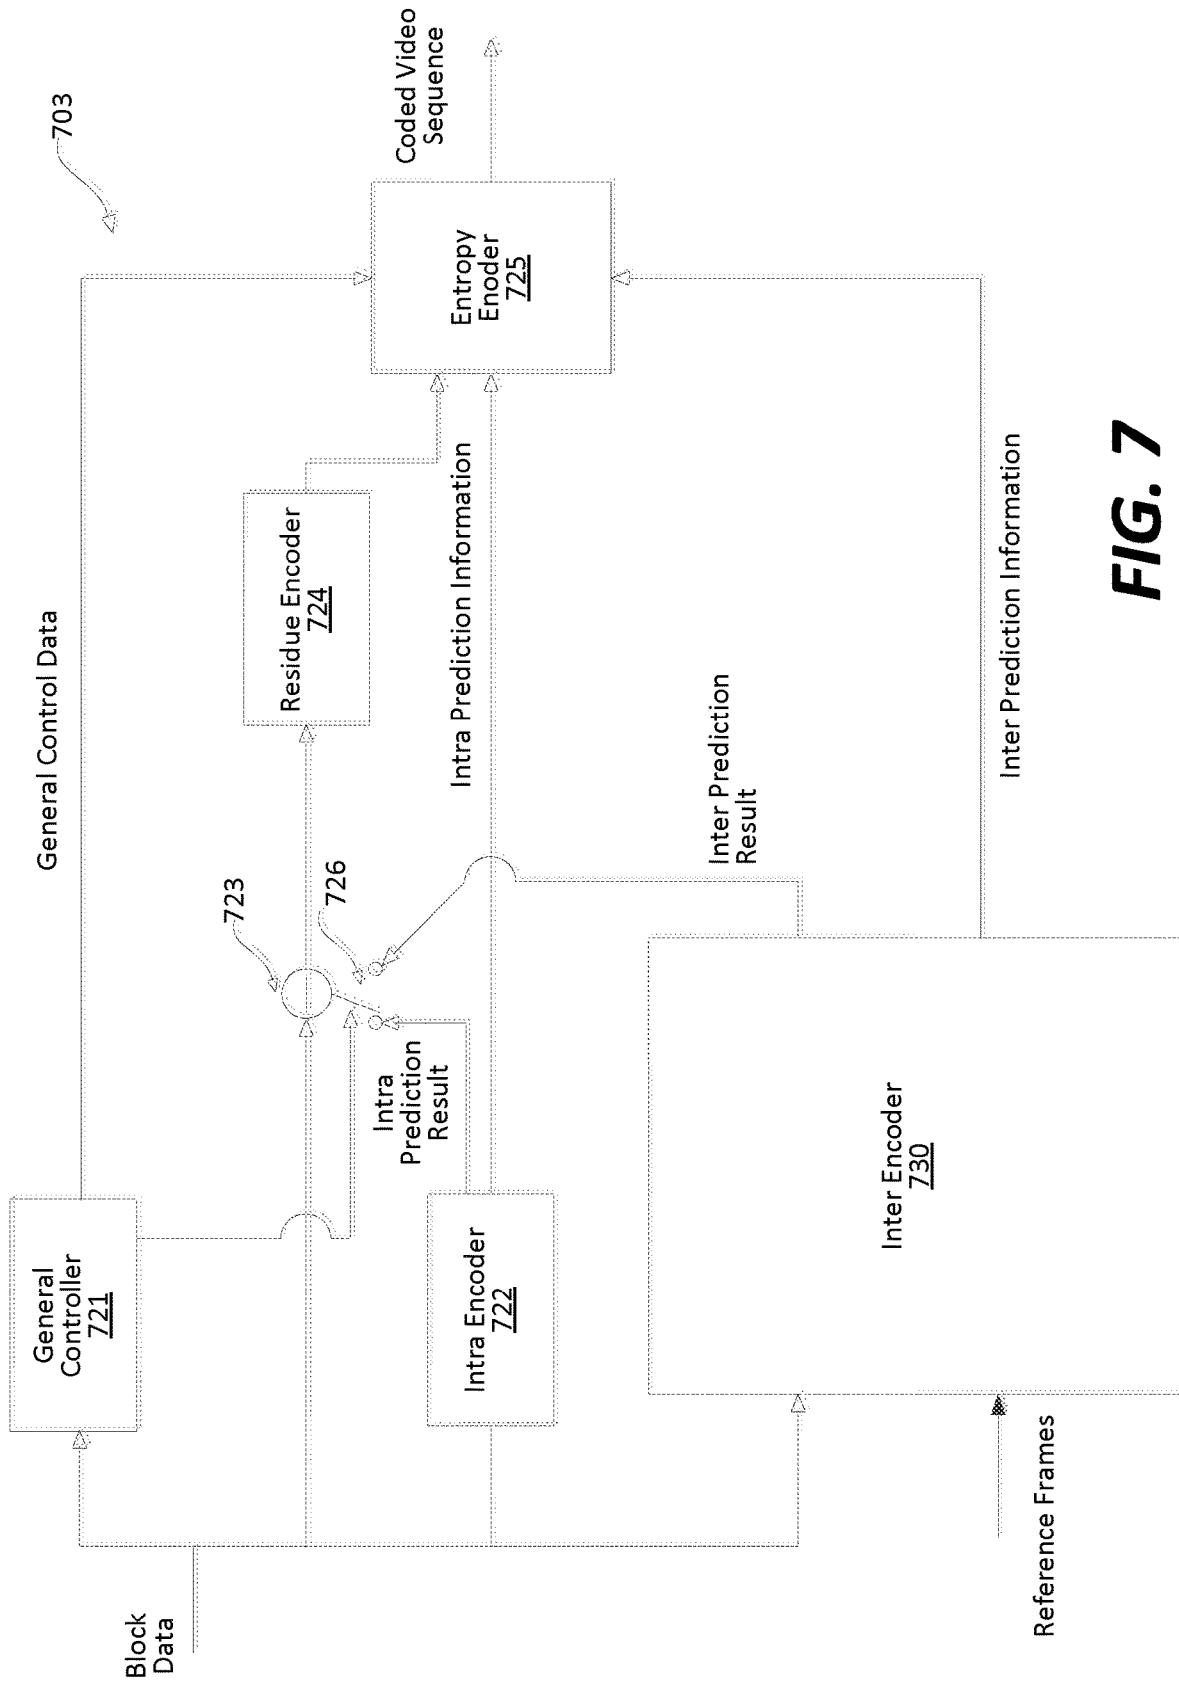 703
General Control Data
General
Controller
721
Block
Data
723
726
Residue Encoder
724
Coded Video
Sequence
Entropy
Enoder
725
Intra
Prediction
Result
Intra Encoder
722
Intra Prediction Information
Inter Prediction
Result
Inter Encoder
730
Reference Frames
Inter Prediction Information
FIG. 7